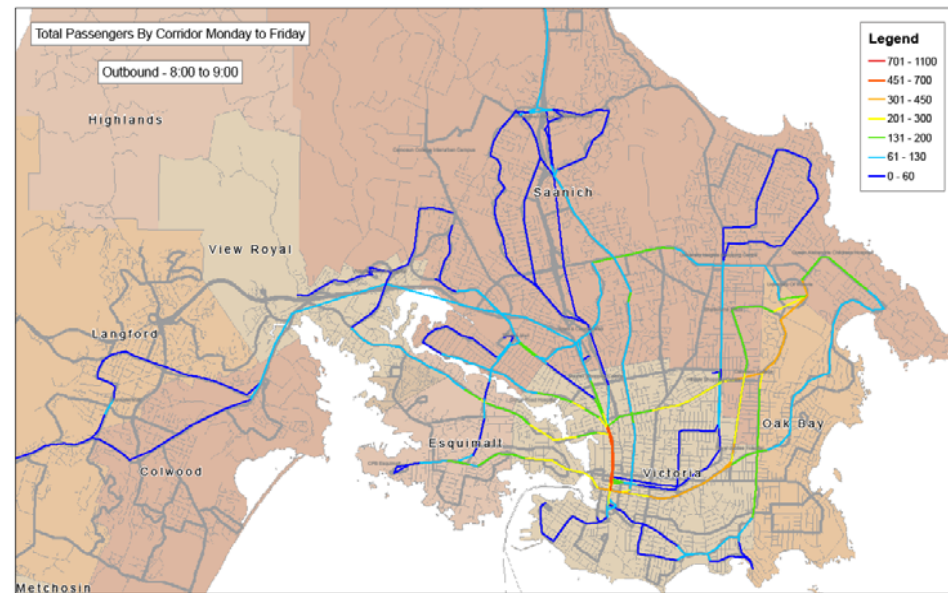 Total Passengers By Corridor Monday to Friday
Outbound - 8:00 to 9:00
Legend
701 - 1100
451 - 700
301 - 450
201 - 300
131 - 200
61 - 130
0 - 60
Highlands
Saanich
View Royal
Langford
Oak Bay
Esquimalt
Victoria
Colwood
Metchosin